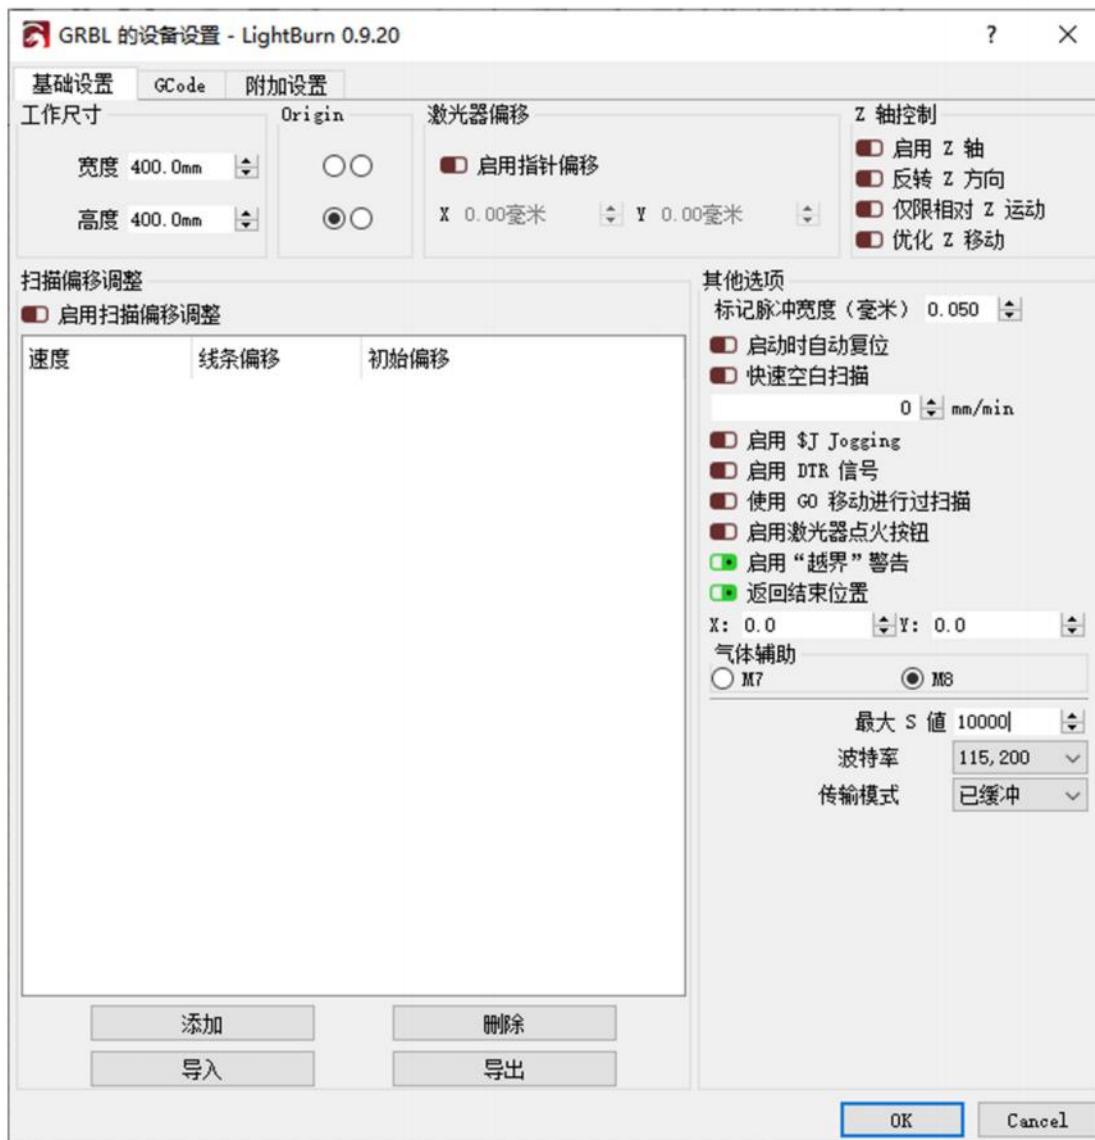 GRBL 的设备设置 - LightBurn 0.9.20
基础设置 GCode 附加设置
工作尺寸
宽度 400.0mm
高度 400.0mm
Origin
激光器偏移
启用指针偏移
X 0.00毫米 Y 0.00毫米
Z 轴控制
启用 Z 轴
反转 Z 方向
仅限相对 Z 运动
优化 Z 移动
扫描偏移调整
启用扫描偏移调整
速度 线条偏移 初始偏移
添加 删除
导入 导出
其他选项
标记脉冲宽度（毫米） 0.050
启动时自动复位
快速空白扫描
0 mm/min
启用 $J Jogging
启用 DTR 信号
使用 G0 移动进行过扫描
启用激光器点火按钮
启用“越界”警告
返回结束位置
X: 0.0 Y: 0.0
气体辅助
M7 M8
最大 S 値 10000
波特率 115,200
传输模式 已缓冲
OK Cancel